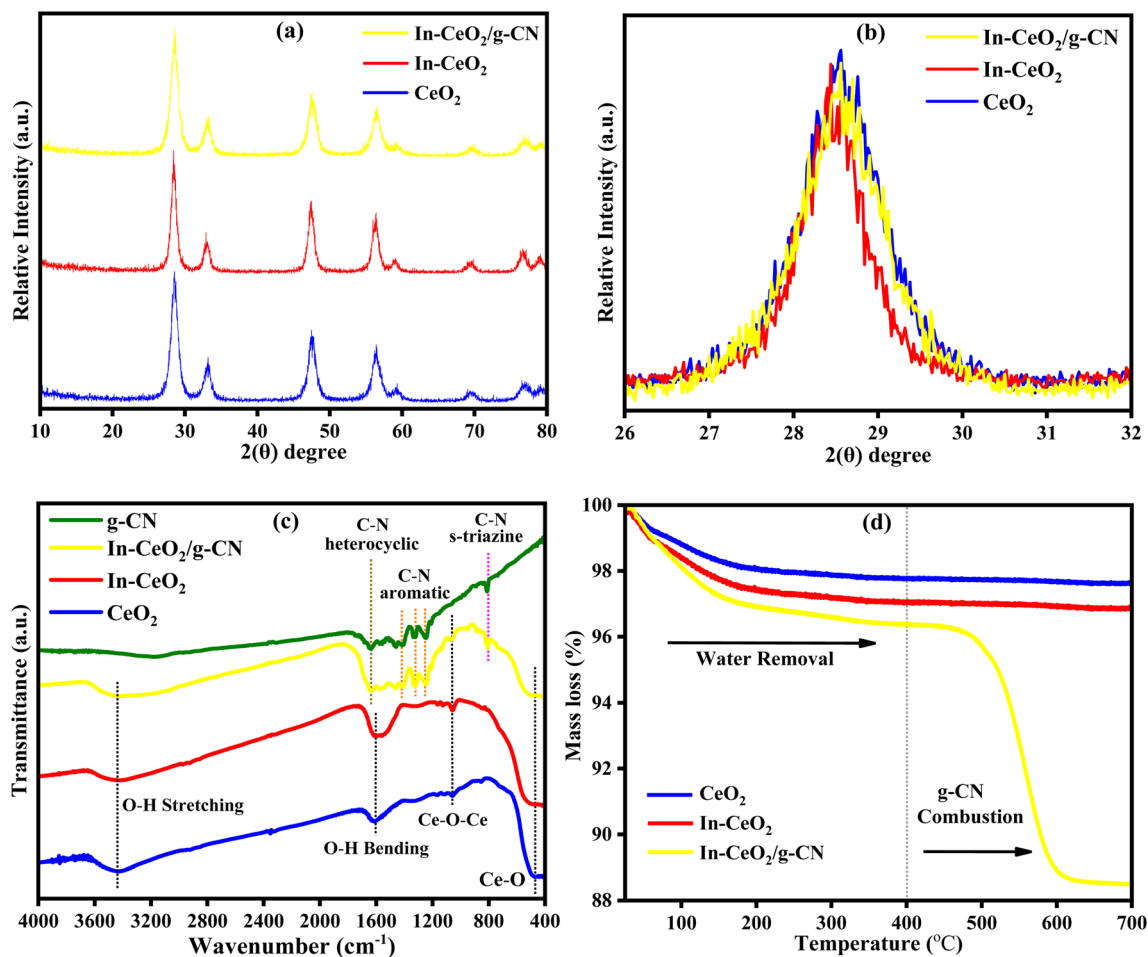 (a)
In-CeO₂/g-CN
In-CeO₂
CeO₂
Relative Intensity (a.u.)
10 20 30 40 50 60 70 80
2(θ) degree
(b)
In-CeO₂/g-CN
In-CeO₂
CeO₂
Relative Intensity (a.u.)
26 27 28 29 30 31 32
2(θ) degree
(c)
g-CN
In-CeO₂/g-CN
In-CeO₂
CeO₂
C-N
heterocyclic
C-N
aromatic
C-N
s-triazine
O-H Stretching
O-H Bending
Ce-O-Ce
Ce-O
Transmittance (a.u.)
4000 3600 3200 2800 2400 2000 1600 1200 800 400
Wavenumber (cm⁻¹)
(d)
100
98
96
94
92
90
88
Mass loss (%)
Water Removal
g-CN
Combustion
CeO₂
In-CeO₂
In-CeO₂/g-CN
100 200 300 400 500 600 700
Temperature (°C)